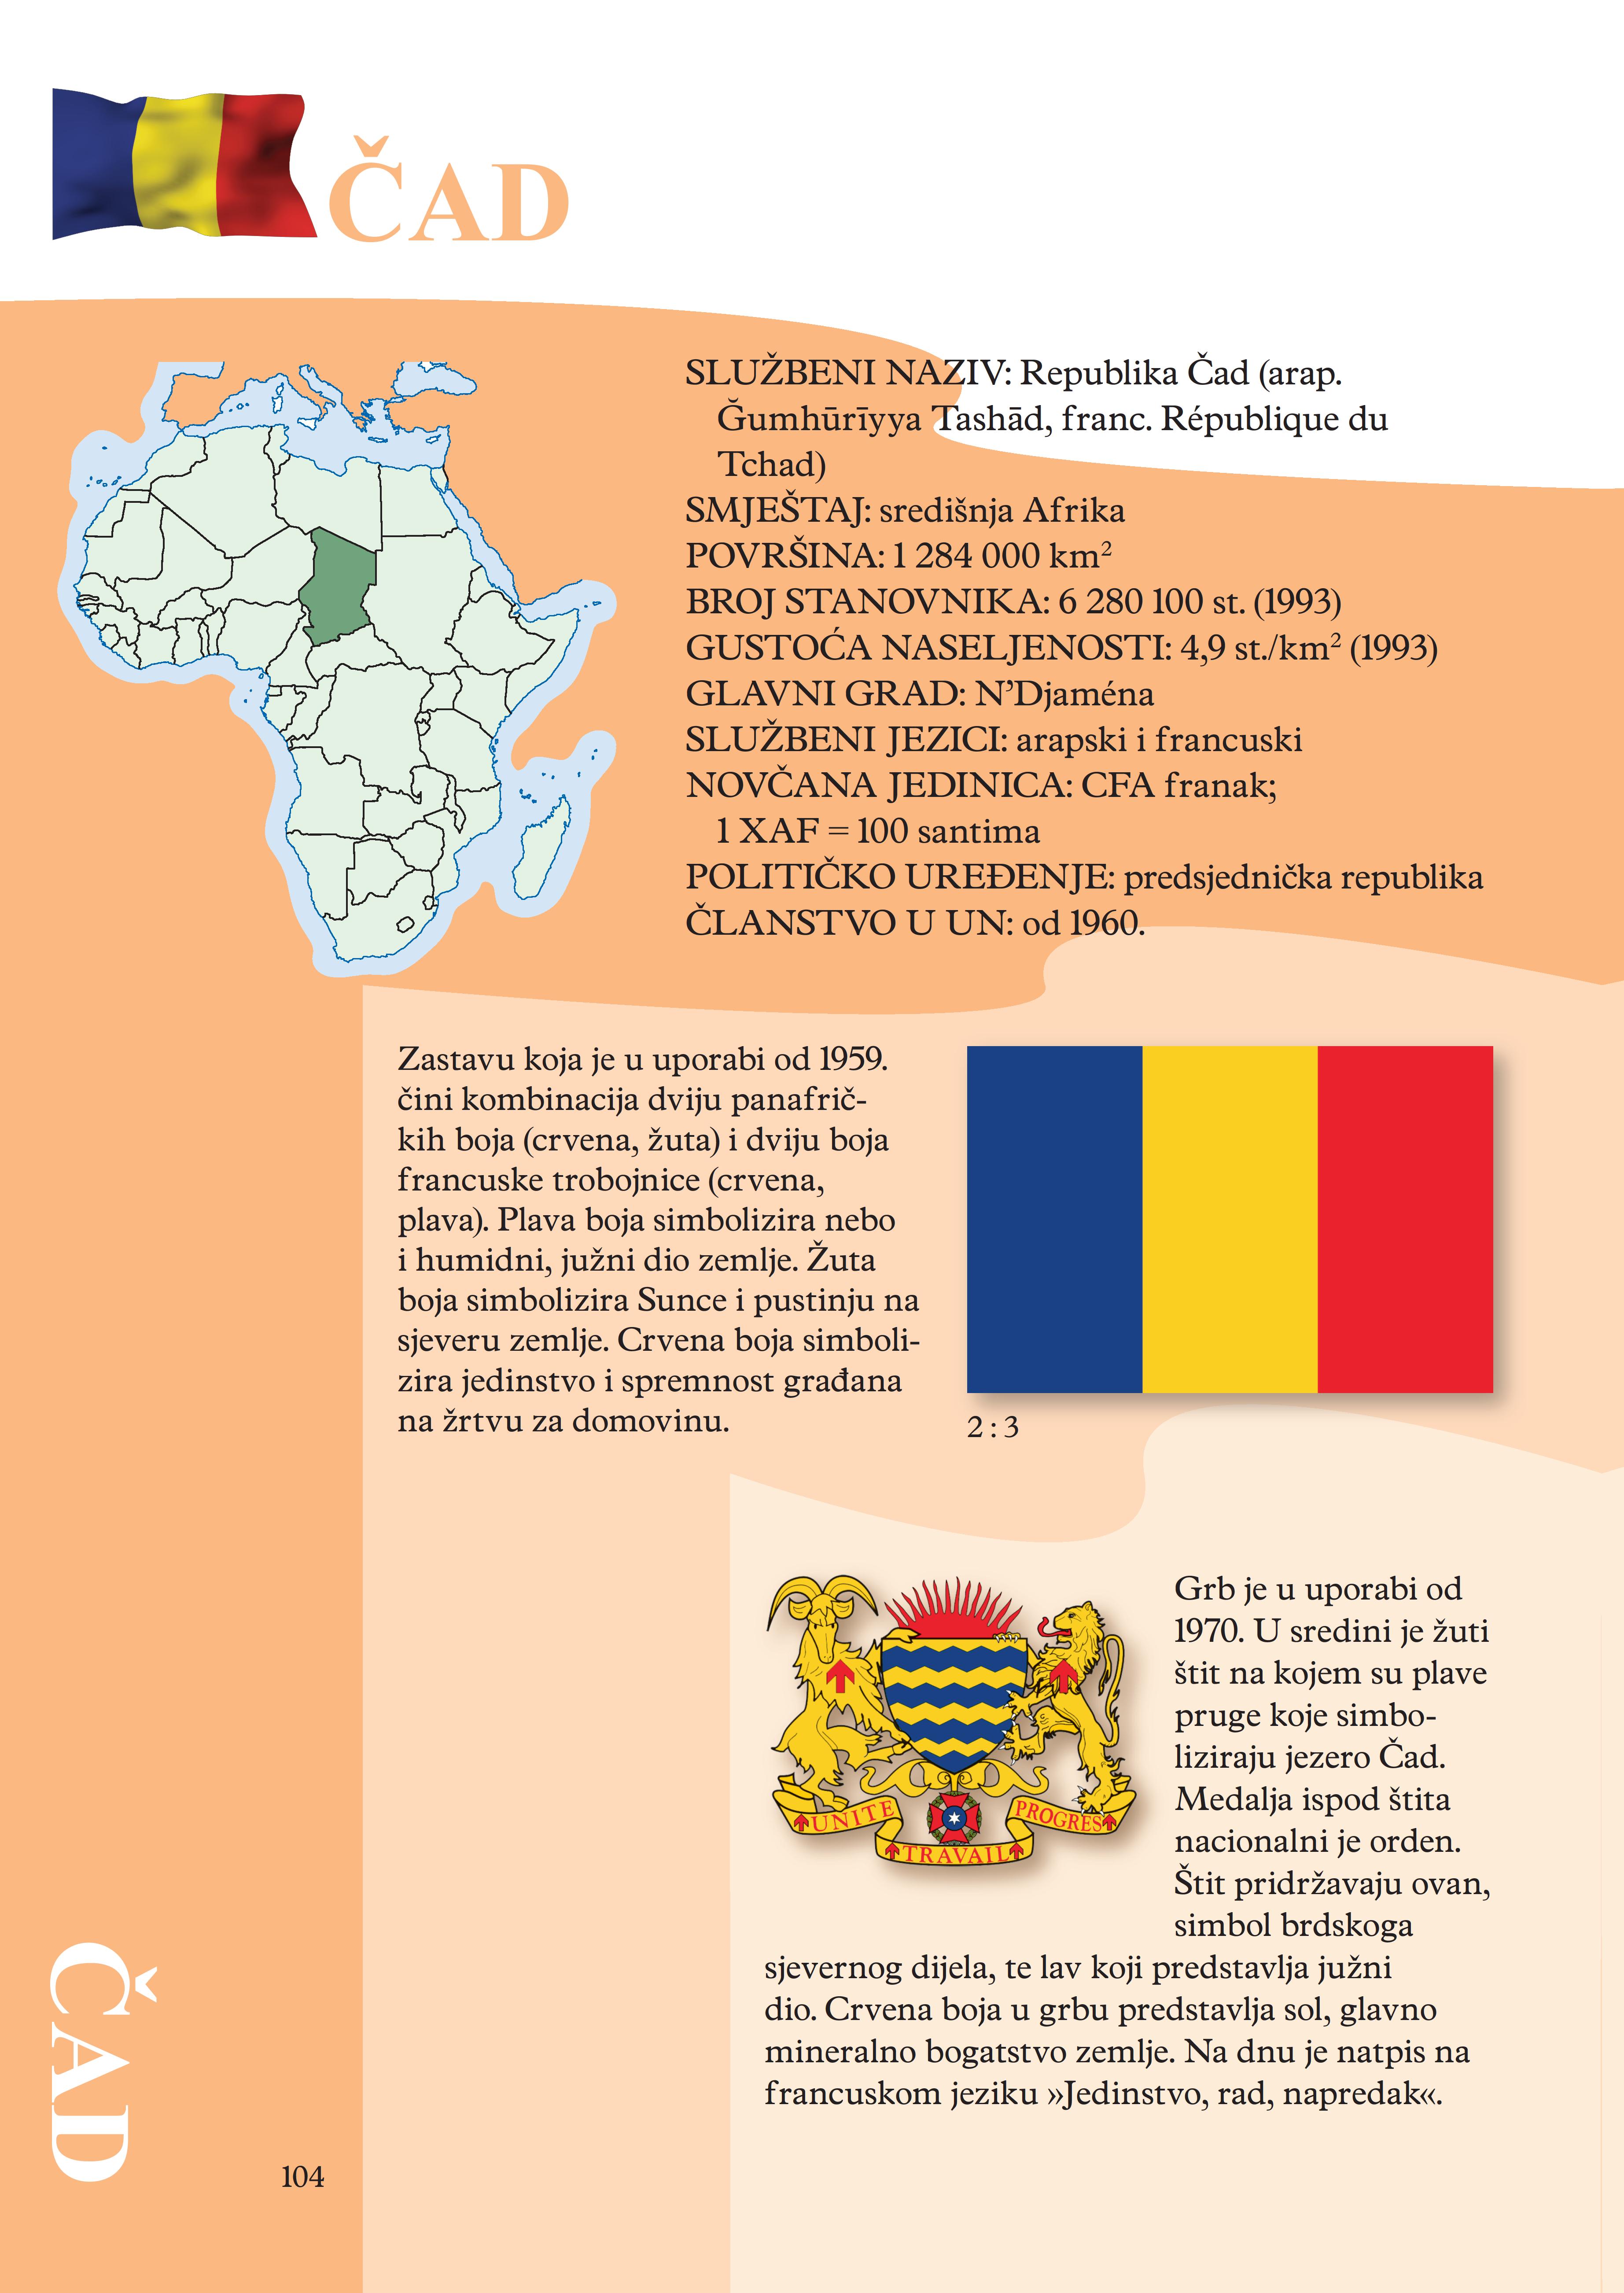 ČAD
SLUŽBENI NAZIV: Republika Čad (arap.
Ğumhūrīyya Tashād, franc. République du
Tchad)
SMJEŠTAJ: središnja Afrika
POVRŠINA: 1 284 000 km²
BROJ STANOVNIKA: 6 280 100 st. (1993)
GUSTOĆA NASELJENOSTI: 4,9 st./km² (1993)
GLAVNI GRAD: N’Djaména
SLUŽBENI JEZICI: arapski i francuski
NOVČANA JEDINICA: CFA franak;
1 XAF = 100 santima
POLITIČKO UREĐENJE: predsjednička republika
ČLANSTVO U UN: od 1960.
Zastavu koja je u uporabi od 1959.
čini kombinacija dviju panafrič-
kih boja (crvena, žuta) i dviju boja
francuske trobojnice (crvena,
plava). Plava boja simbolizira nebo
i humidni, južni dio zemlje. Žuta
boja simbolizira Sunce i pustinju na
sjeveru zemlje. Crvena boja simboli-
zira jedinstvo i spremnost građana
na žrtvu za domovinu.
2 : 3
UNITE
TRAVAIL
PROGRES
Grb je u uporabi od
1970. U sredini je žuti
štit na kojem su plave
pruge koje simbo-
liziraju jezero Čad.
Medalja ispod štita
nacionalni je orden.
Štit pridržavaju ovan,
simbol brdskoga
sjevernog dijela, te lav koji predstavlja južni
dio. Crvena boja u grbu predstavlja sol, glavno
mineralno bogatstvo zemlje. Na dnu je natpis na
francuskom jeziku »Jedinstvo, rad, napredak«.
ČAD
104